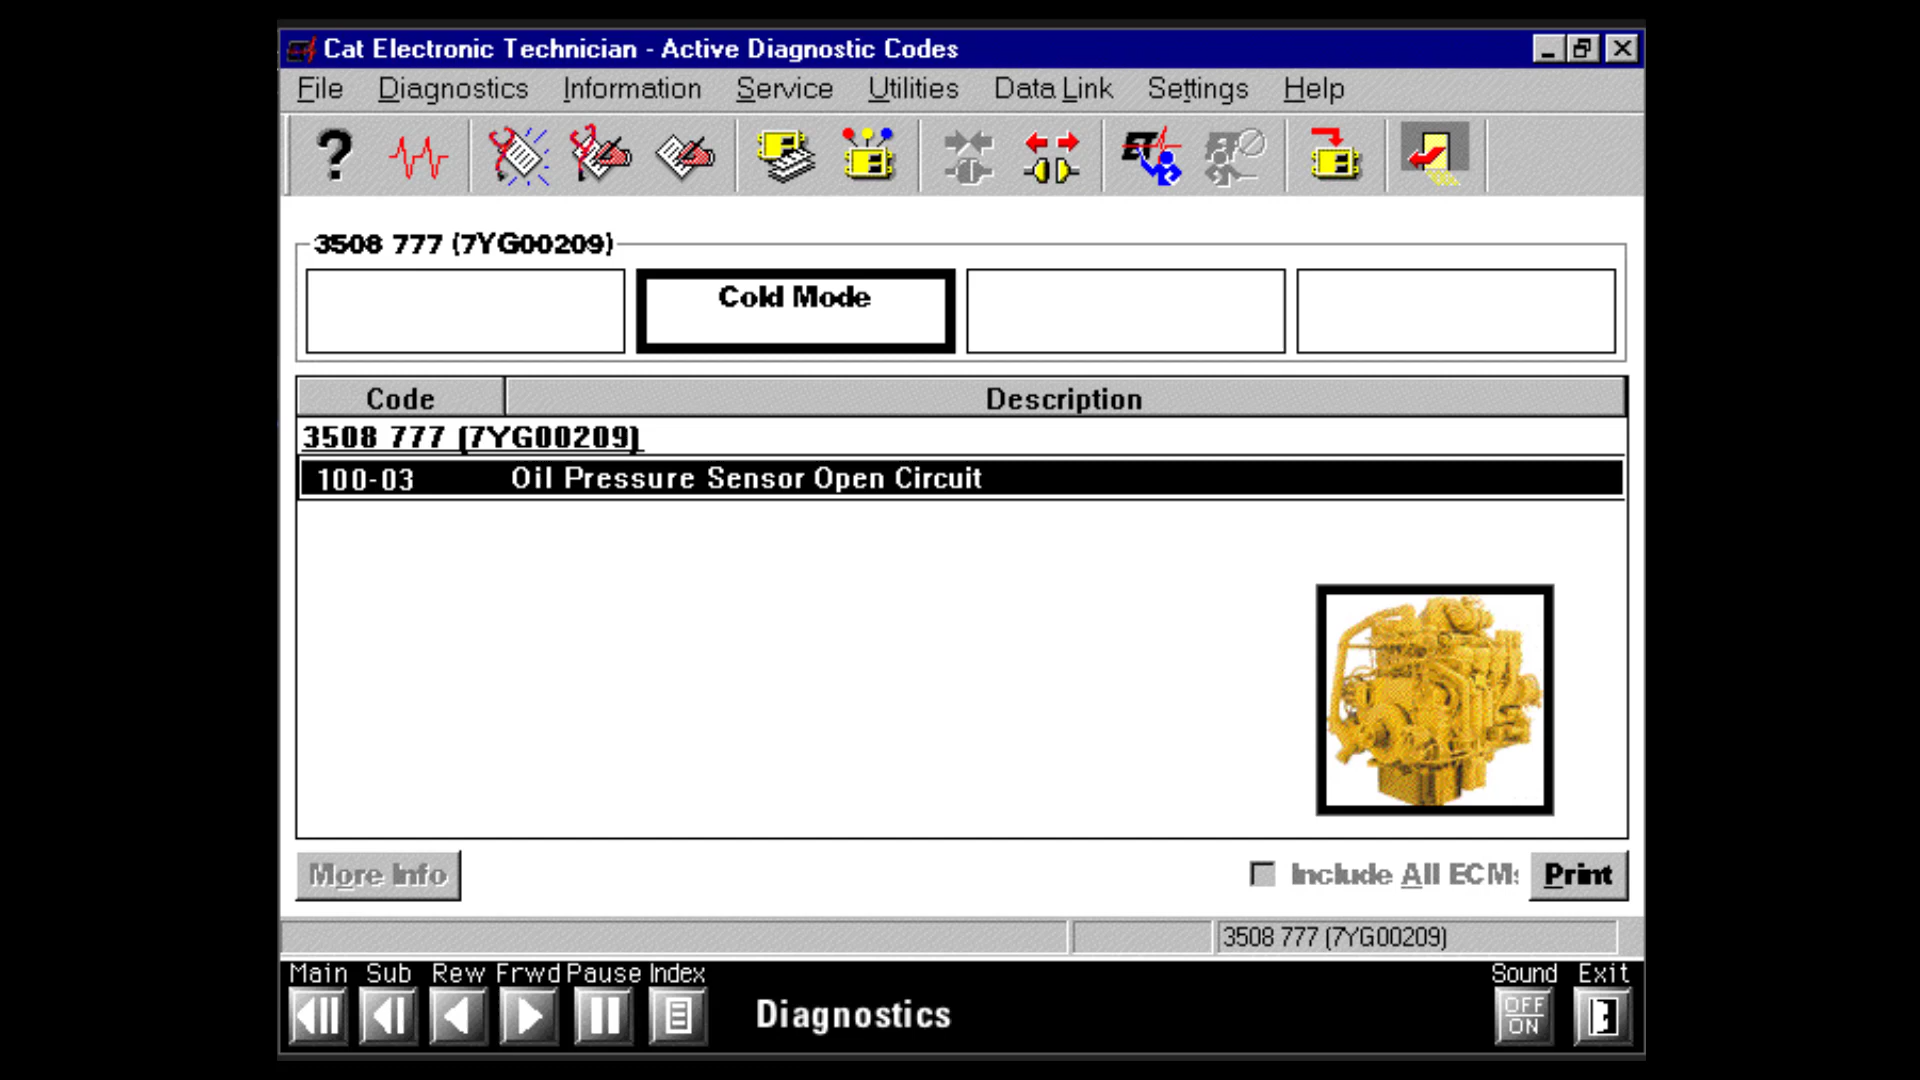 Cat Electronic Technician - Active Diagnostic Codes
File Diagnostics Information Service Utilities Data Link Settings Help
?
3508 777 (7YG00209)
Cold Mode
Code Description
3508 777 (7YG00209)
100-03 Oil Pressure Sensor Open Circuit
More Info Include All ECMs Print
3508 777 (7YG00209)
Main Sub Rew Frwd Pause Index Sound Exit
Diagnostics
OFF
ON